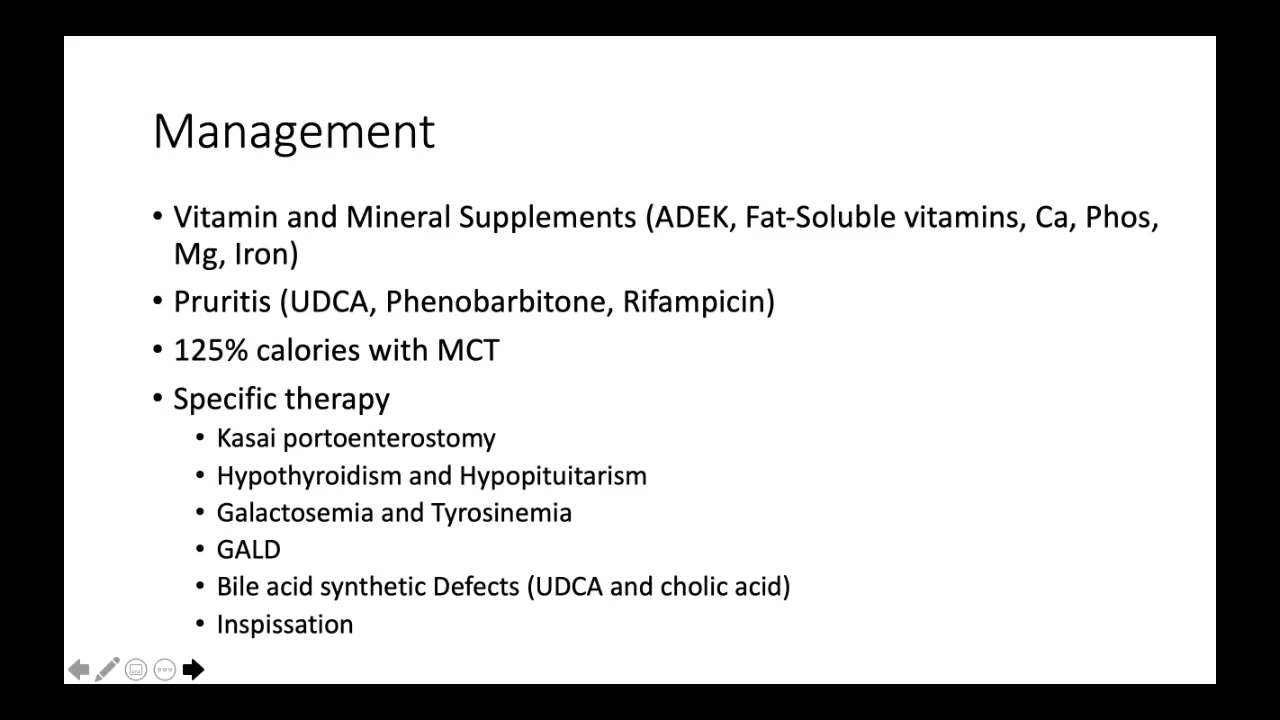 Management
• Vitamin and Mineral Supplements (ADEK, Fat-Soluble vitamins, Ca, Phos,
Mg, Iron)
• Pruritis (UDCA, Phenobarbitone, Rifampicin)
• 125% calories with MCT
• Specific therapy
• Kasai portoenterostomy
• Hypothyroidism and Hypopituitarism
• Galactosemia and Tyrosinemia
• GALD
• Bile acid synthetic Defects (UDCA and cholic acid)
• Inspissation